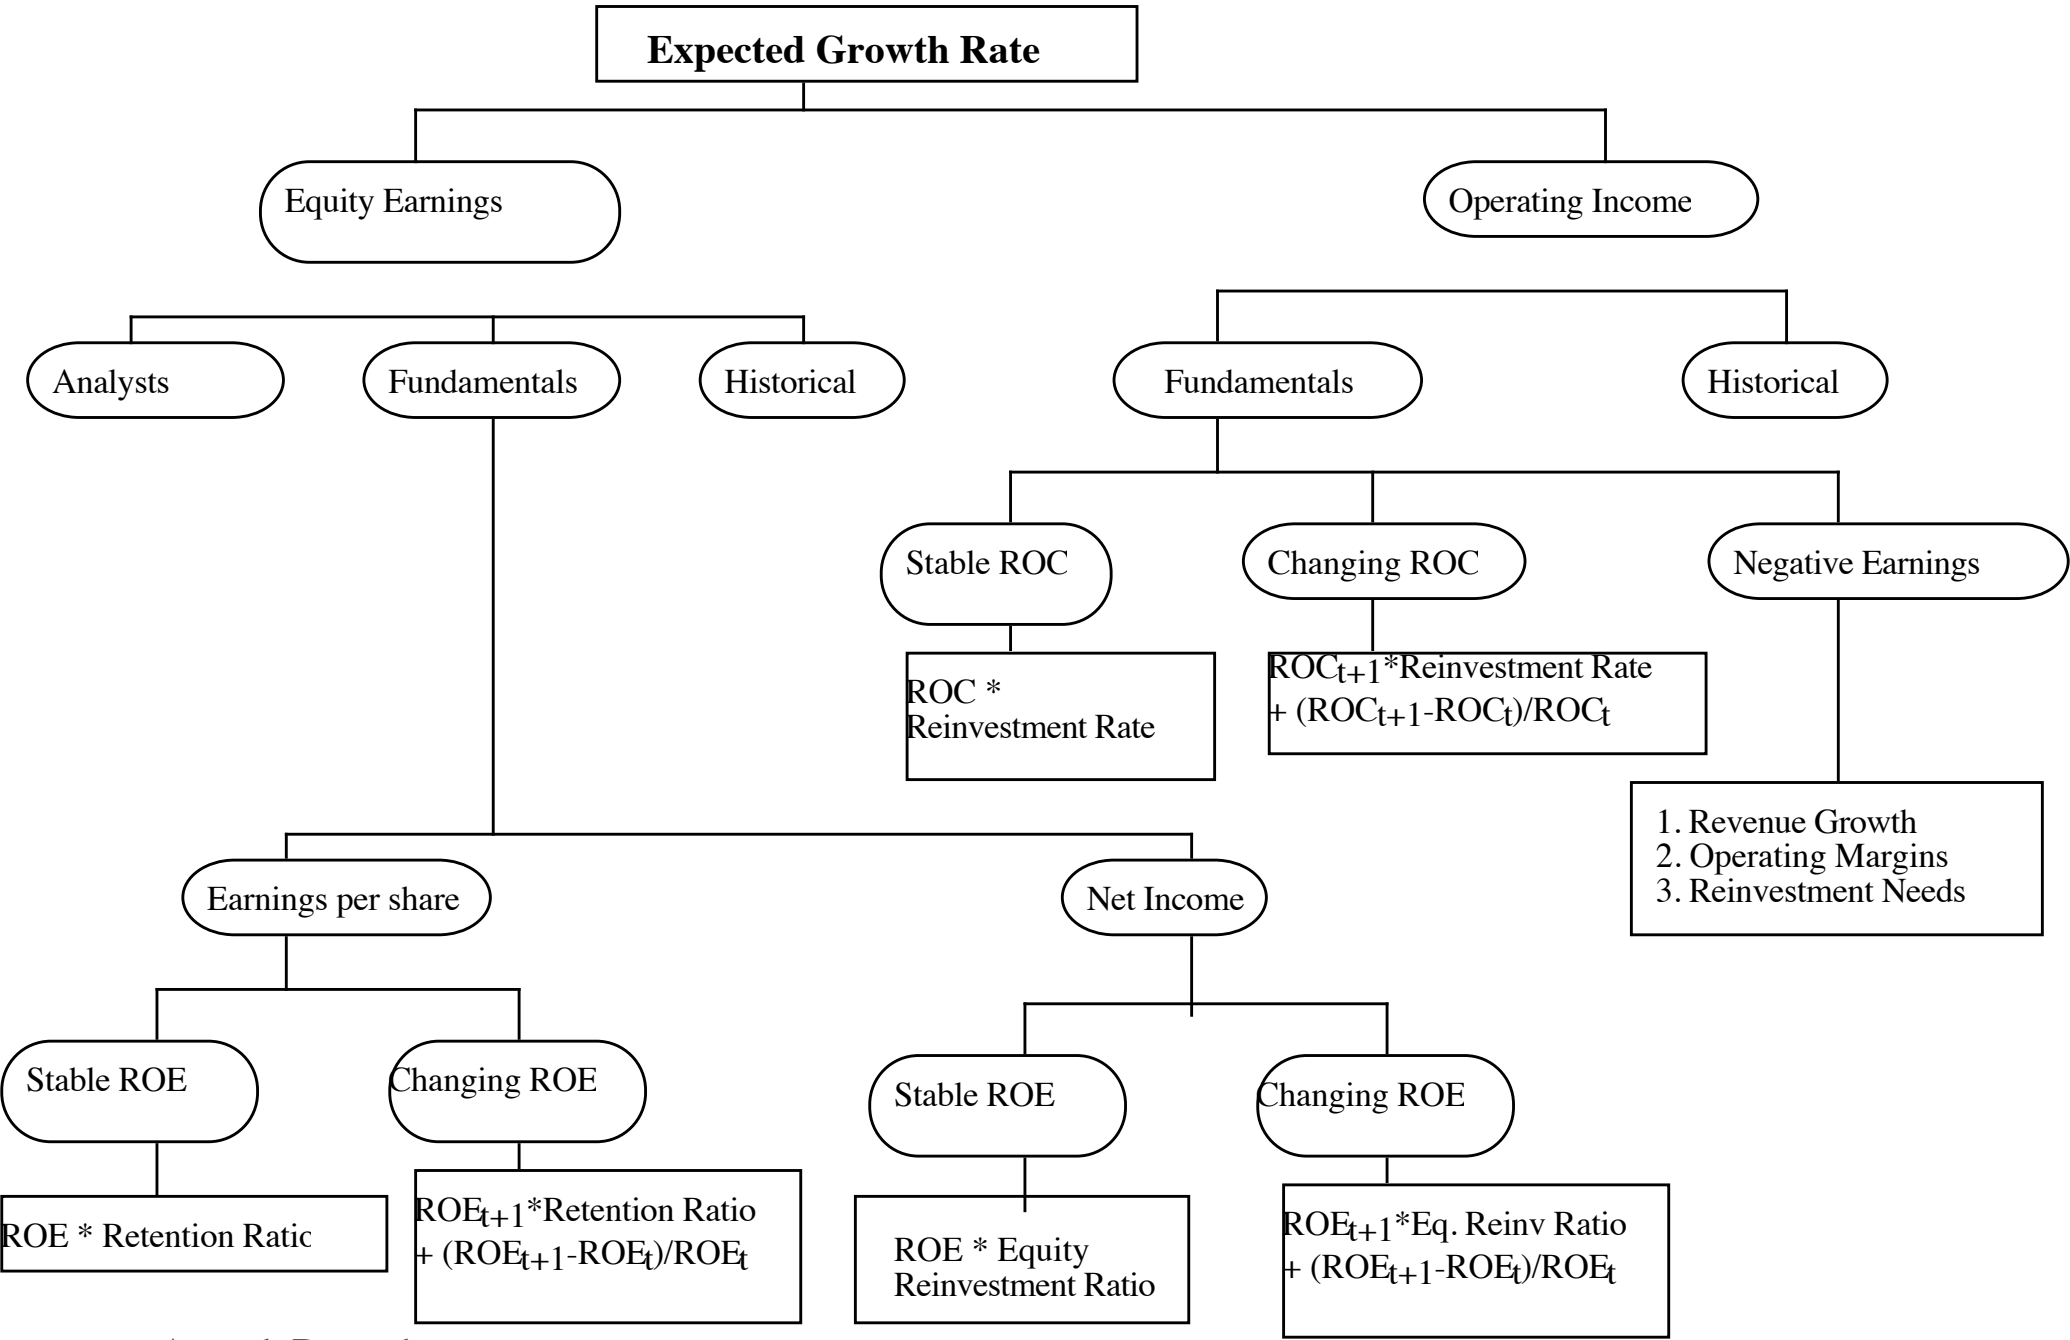 Expected Growth Rate
Equity Earnings
Operating Income
Analysts
Fundamentals
Historical
Fundamentals
Historical
Stable ROC
Changing ROC
Negative Earnings
ROC *
Reinvestment Rate
ROCt+1*Reinvestment Rate
+ (ROCt+1-ROCt)/ROCt
1. Revenue Growth
2. Operating Margins
3. Reinvestment Needs
Earnings per share
Net Income
Stable ROE
Changing ROE
Stable ROE
Changing ROE
ROE * Retention Ratio
ROEt+1*Retention Ratio
+ (ROEt+1-ROEt)/ROEt
ROE * Equity
Reinvestment Ratio
ROEt+1*Eq. Reinv Ratio
+ (ROEt+1-ROEt)/ROEt